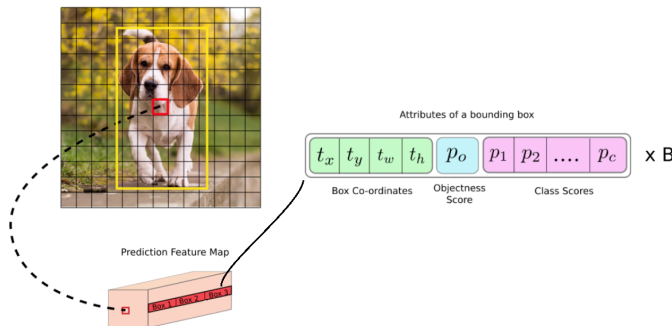 Attributes of a bounding box
t_x t_y t_w t_h p_o p_1 p_2 .... p_c x B
Box Co-ordinates Objectness Score Class Scores
Prediction Feature Map
Box 1 Box 2 Box 3